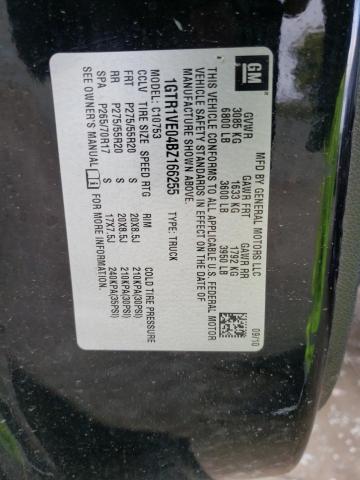 GM
MFD BY GENERAL MOTORS LLC
09/10
GVWR
GAWR FRT
GAWR RR
3085 KG
1633 KG
1792 KG
6800 LB
3600 LB
3950 LB
THIS VEHICLE CONFORMS TO ALL APPLICABLE U.S. FEDERAL MOTOR
VEHICLE SAFETY STANDARDS IN EFFECT ON THE DATE OF
MANUFACTURE SHOWN ABOVE.
1GTR1VE04BZ166255
TYPE: TRUCK
MODEL: C10753
CCLV TIRE SIZE SPEED RTG RIM COLD TIRE PRESSURE
FRT P275/55R20 S 20X8.5J 210KPA(30PSI)
RR P275/55R20 S 20X8.5J 210KPA(30PSI)
SPA P265/70R17 S 17X7.5J 240KPA(35PSI)
SEE OWNER'S MANUAL FOR MORE INFORMATION.